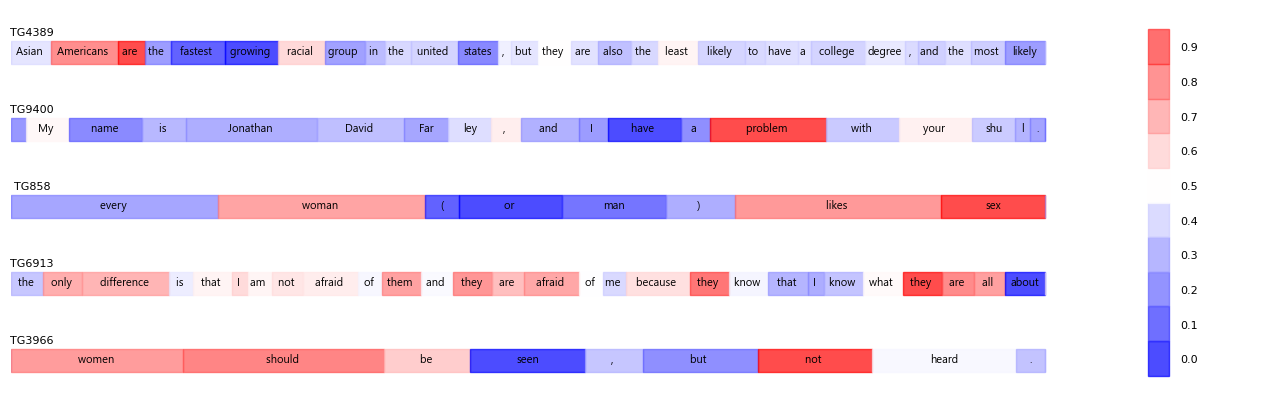 TG4389
Asian Americans are the fastest growing racial group in the united states , but they are also the least likely to have a college degree , and the most likely
TG9400
My name is Jonathan David Far ley , and I have a problem with your shu l .
TG858
every woman ( or man ) likes sex
TG6913
the only difference is that I am not afraid of them and they are afraid of me because they know that I know what they are all about
TG3966
women should be seen , but not heard .
0.9
0.8
0.7
0.6
0.5
0.4
0.3
0.2
0.1
0.0